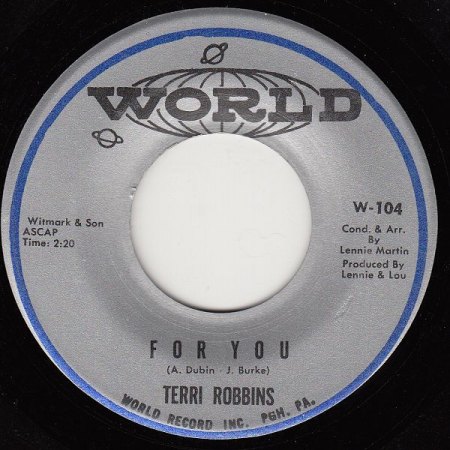 WORLD
Witmark & Son
ASCAP
Time: 2:20
W-104
Cond. & Arr.
By
Lennie Martin
Produced By
Lennie & Lou
FOR YOU
(A. Dubin - J. Burke)
TERRI ROBBINS
WORLD RECORD INC. PGH. PA.